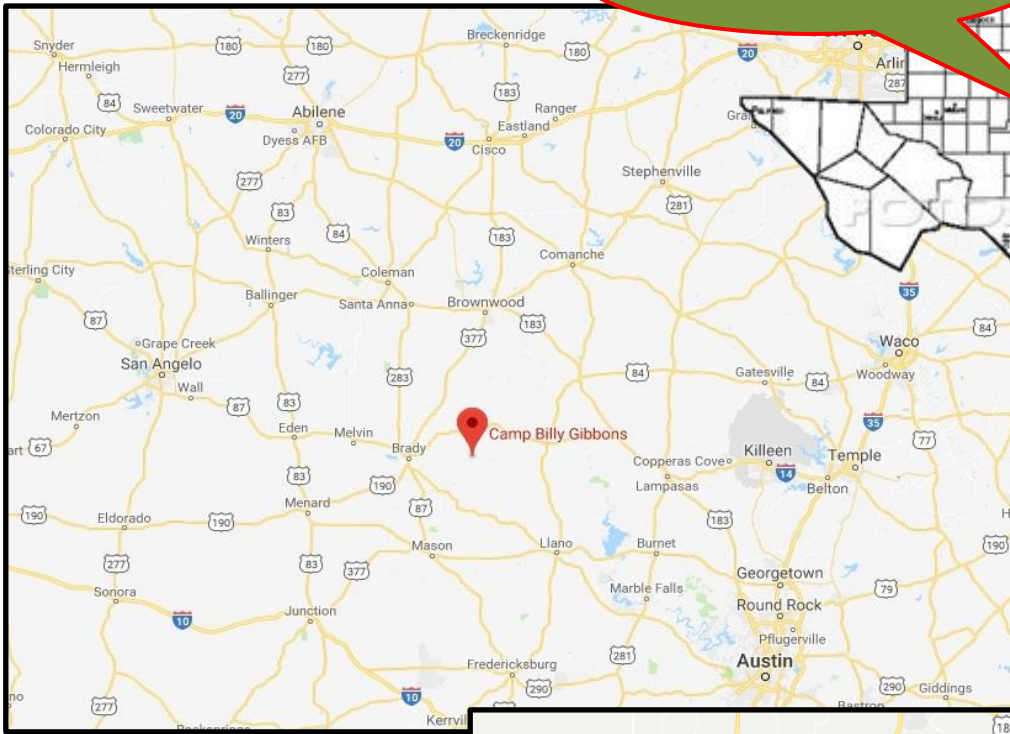 Snyder
180
180
Breckenridge
180
20
Arlin
287
Hermleigh
277
183
84
Sweetwater
20
Abilene
Ranger
Colorado City
Dyess AFB
20
Eastland
Cisco
Stephenville
277
281
83
84
183
Winters
Comanche
Sterling City
Coleman
35
Ballinger
Santa Anna
Brownwood
87
183
84
377
Grape Creek
Waco
San Angelo
283
84
Gatesville
84
Woodway
Wall
87
83
Mertzon
35
Eden
Melvin
Camp Billy Gibbons
77
67
Brady
Copperas Cove
Killeen
Temple
83
14
190
Lampasas
Belton
Menard
190
Eldorado
190
87
183
Mason
Llano
Burnet
190
277
83
377
Georgetown
Sonora
Marble Falls
79
10
Junction
Round Rock
Pflugerville
281
Austin
Fredericksburg
10
290
290
Giddings
277
Bastrop
Kerrvil
Rocksprings